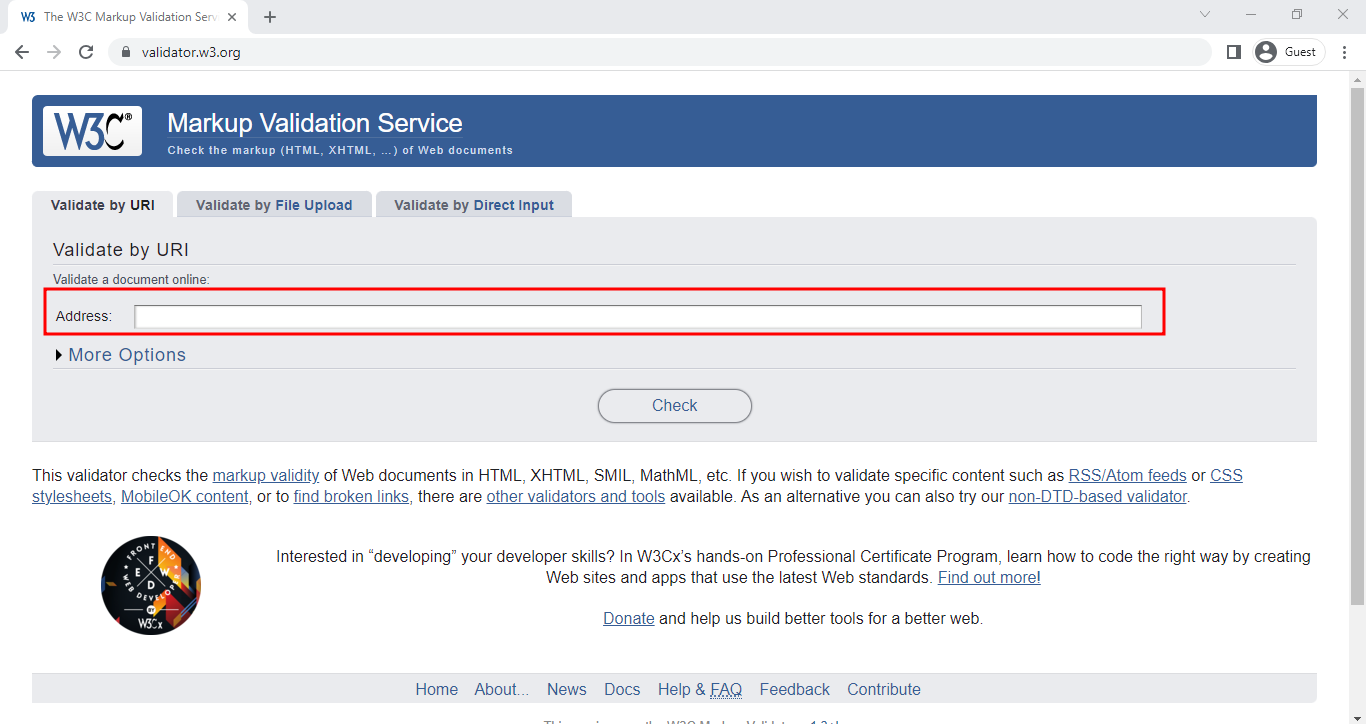 W3 The W3C Markup Validation Serv
validator.w3.org
Guest
W3C® Markup Validation Service
Check the markup (HTML, XHTML, …) of Web documents
Validate by URI Validate by File Upload Validate by Direct Input
Validate by URI
Validate a document online:
Address:
More Options
Check
This validator checks the markup validity of Web documents in HTML, XHTML, SMIL, MathML, etc. If you wish to validate specific content such as RSS/Atom feeds or CSS
stylesheets, MobileOK content, or to find broken links, there are other validators and tools available. As an alternative you can also try our non-DTD-based validator.
FRONT END
F E W D
WEB DEVELOPER
BY
W3Cx
Interested in “developing” your developer skills? In W3Cx’s hands-on Professional Certificate Program, learn how to code the right way by creating
Web sites and apps that use the latest Web standards. Find out more!
Donate and help us build better tools for a better web.
Home About... News Docs Help & FAQ Feedback Contribute